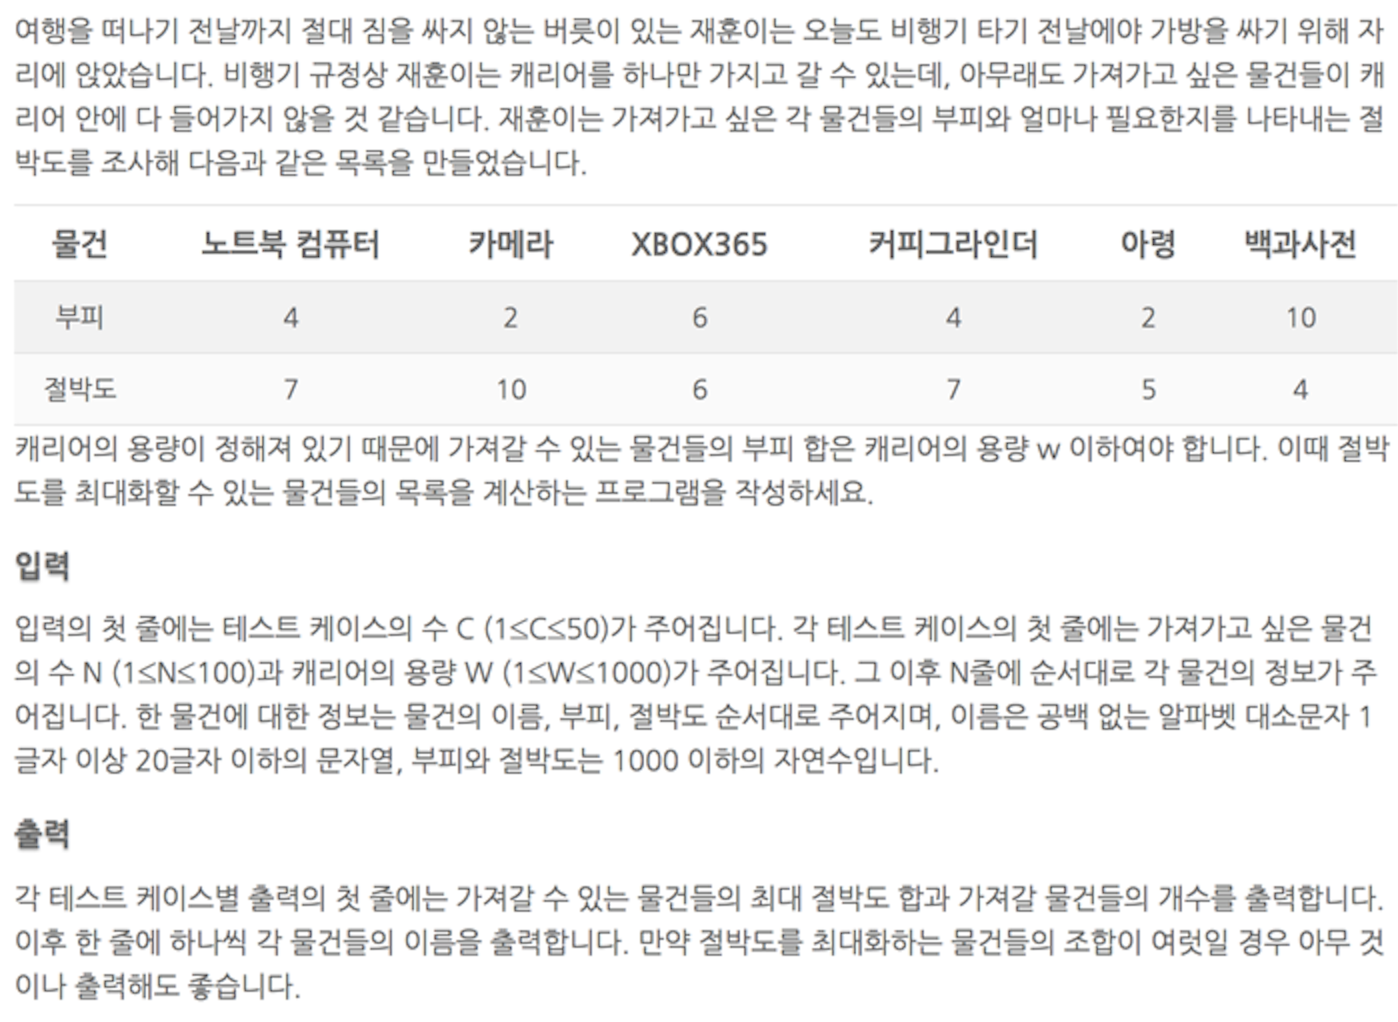 여행을 떠나기 전날까지 절대 짐을 싸지 않는 버릇이 있는 재훈이는 오늘도 비행기 타기 전날에야 가방을 싸기 위해 자
리에 앉았습니다. 비행기 규정상 재훈이는 캐리어를 하나만 가지고 갈 수 있는데, 아무래도 가져가고 싶은 물건들이 캐
리어 안에 다 들어가지 않을 것 같습니다. 재훈이는 가져가고 싶은 각 물건들의 부피와 얼마나 필요한지를 나타내는 절
박도를 조사해 다음과 같은 목록을 만들었습니다.
물건 노트북 컴퓨터 카메라 XBOX365 커피그라인더 아령 백과사전
부피 4 2 6 4 2 10
절박도 7 10 6 7 5 4
캐리어의 용량이 정해져 있기 때문에 가져갈 수 있는 물건들의 부피 합은 캐리어의 용량 w 이하여야 합니다. 이때 절박
도를 최대화할 수 있는 물건들의 목록을 계산하는 프로그램을 작성하세요.
입력
입력의 첫 줄에는 테스트 케이스의 수 C (1≤C≤50)가 주어집니다. 각 테스트 케이스의 첫 줄에는 가져가고 싶은 물건
의 수 N (1≤N≤100)과 캐리어의 용량 W (1≤W≤1000)가 주어집니다. 그 이후 N줄에 순서대로 각 물건의 정보가 주
어집니다. 한 물건에 대한 정보는 물건의 이름, 부피, 절박도 순서대로 주어지며, 이름은 공백 없는 알파벳 대소문자 1
글자 이상 20글자 이하의 문자열, 부피와 절박도는 1000 이하의 자연수입니다.
출력
각 테스트 케이스별 출력의 첫 줄에는 가져갈 수 있는 물건들의 최대 절박도 합과 가져갈 물건들의 개수를 출력합니다.
이후 한 줄에 하나씩 각 물건들의 이름을 출력합니다. 만약 절박도를 최대화하는 물건들의 조합이 여럿일 경우 아무 것
이나 출력해도 좋습니다.